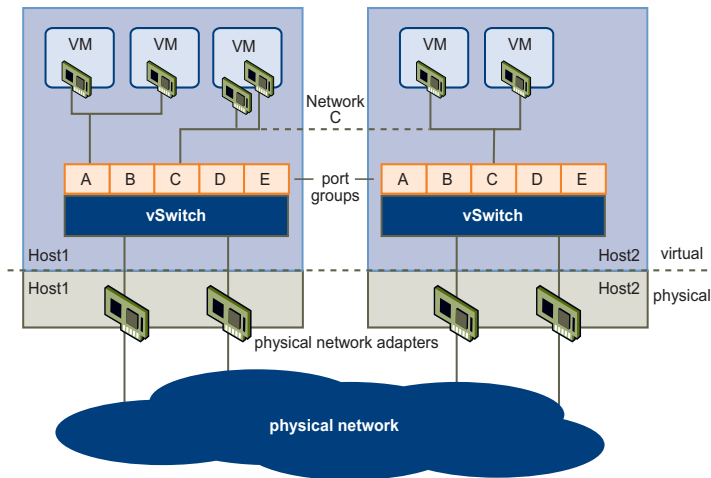 VM VM VM
VM VM
Network
C
A B C D E
port
groups
A B C D E
vSwitch
vSwitch
Host1
Host2
virtual
Host1
Host2
physical
physical network adapters
physical network